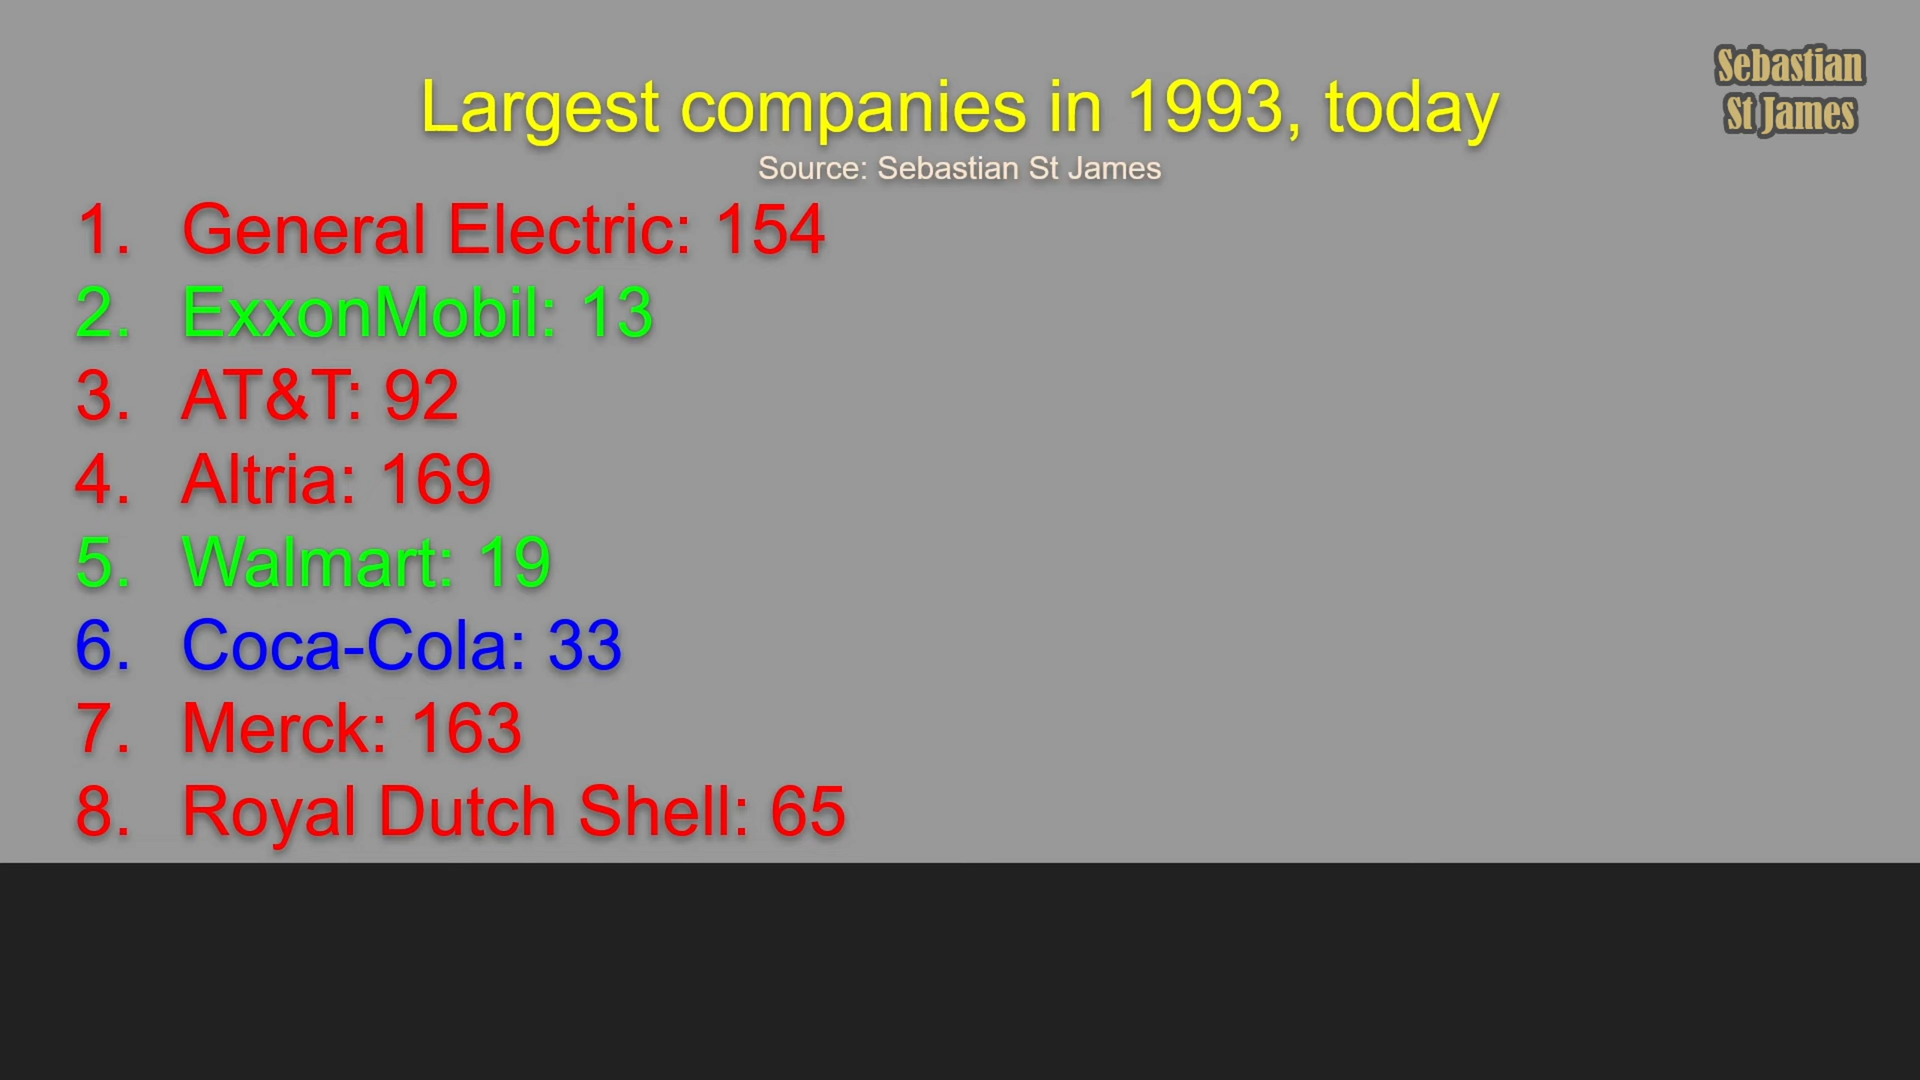 Sebastian
St James
Largest companies in 1993, today
Source: Sebastian St James
1. General Electric: 154
2. ExxonMobil: 13
3. AT&T: 92
4. Altria: 169
5. Walmart: 19
6. Coca-Cola: 33
7. Merck: 163
8. Royal Dutch Shell: 65